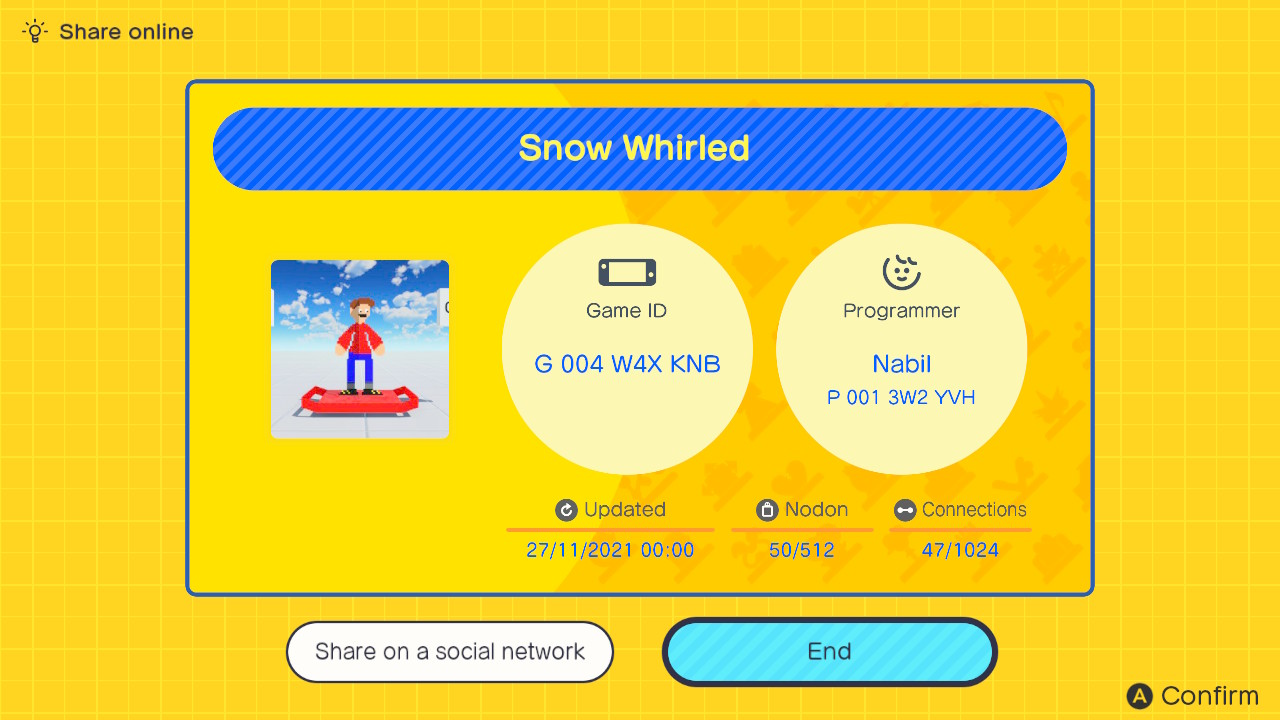 Share online
Snow Whirled
Game ID
G 004 W4X KNB
Programmer
Nabil
P 001 3W2 YVH
Updated
27/11/2021 00:00
Nodon
50/512
Connections
47/1024
Share on a social network
End
A Confirm